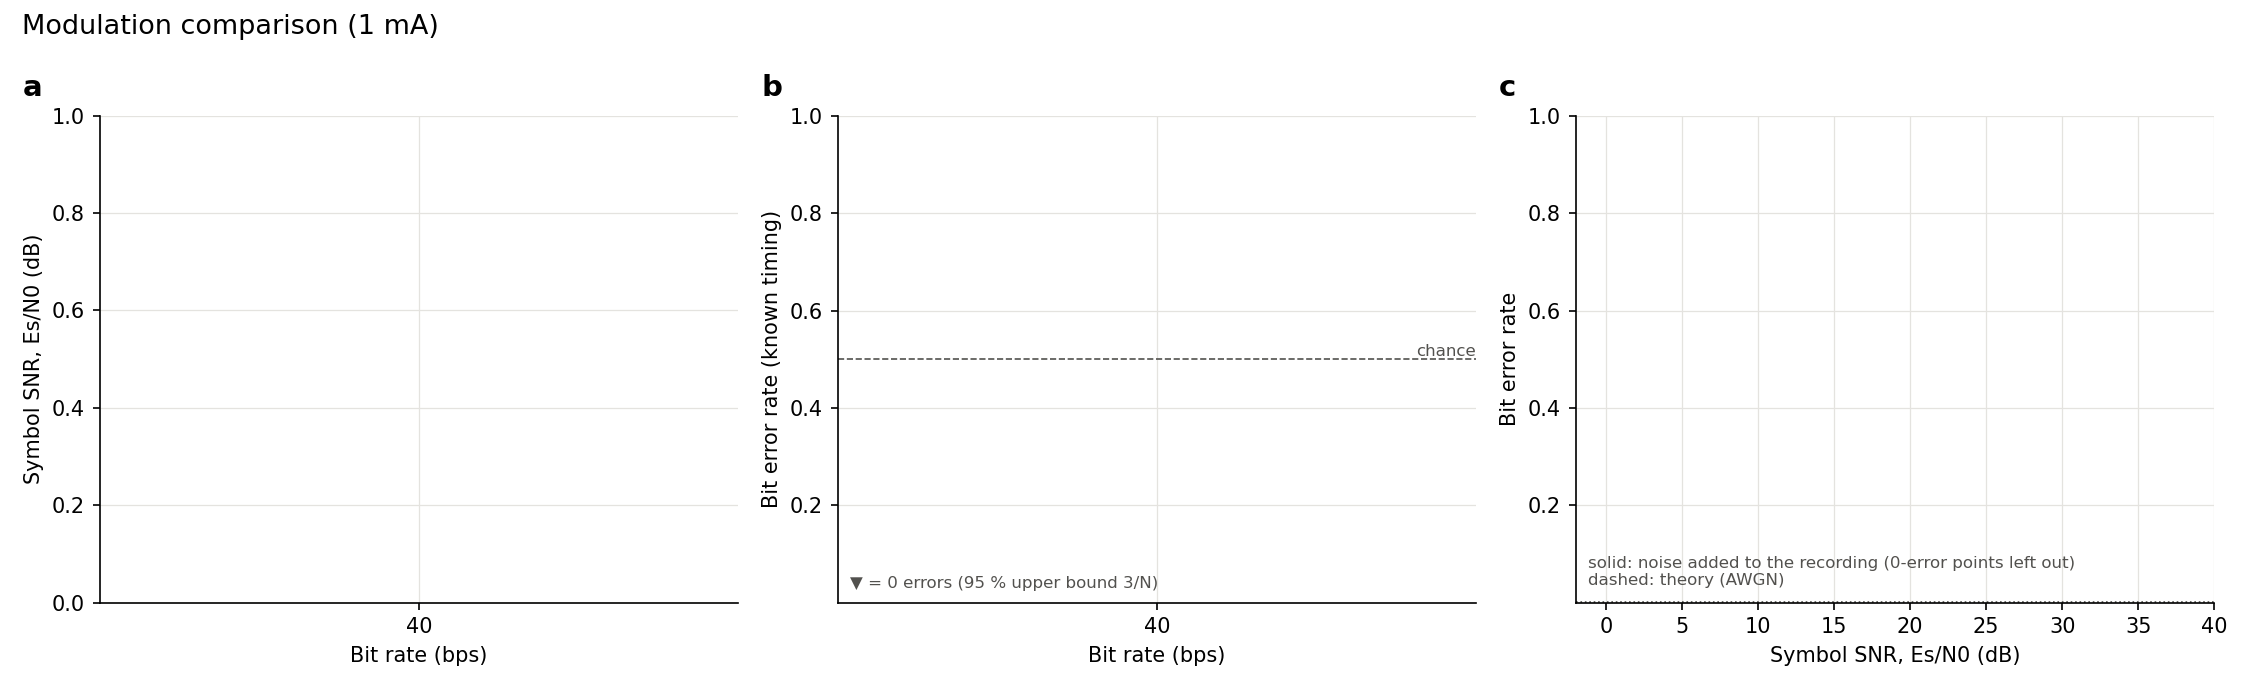 Modulation comparison (1 mA)
a
1.0
0.8
0.6
0.4
0.2
0.0
Symbol SNR, Es/N0 (dB)
40
Bit rate (bps)
b
1.0
0.8
0.6
0.4
0.2
Bit error rate (known timing)
chance
▼ = 0 errors (95 % upper bound 3/N)
40
Bit rate (bps)
c
1.0
0.8
0.6
0.4
0.2
Bit error rate
solid: noise added to the recording (0-error points left out)
dashed: theory (AWGN)
0 5 10 15 20 25 30 35 40
Symbol SNR, Es/N0 (dB)